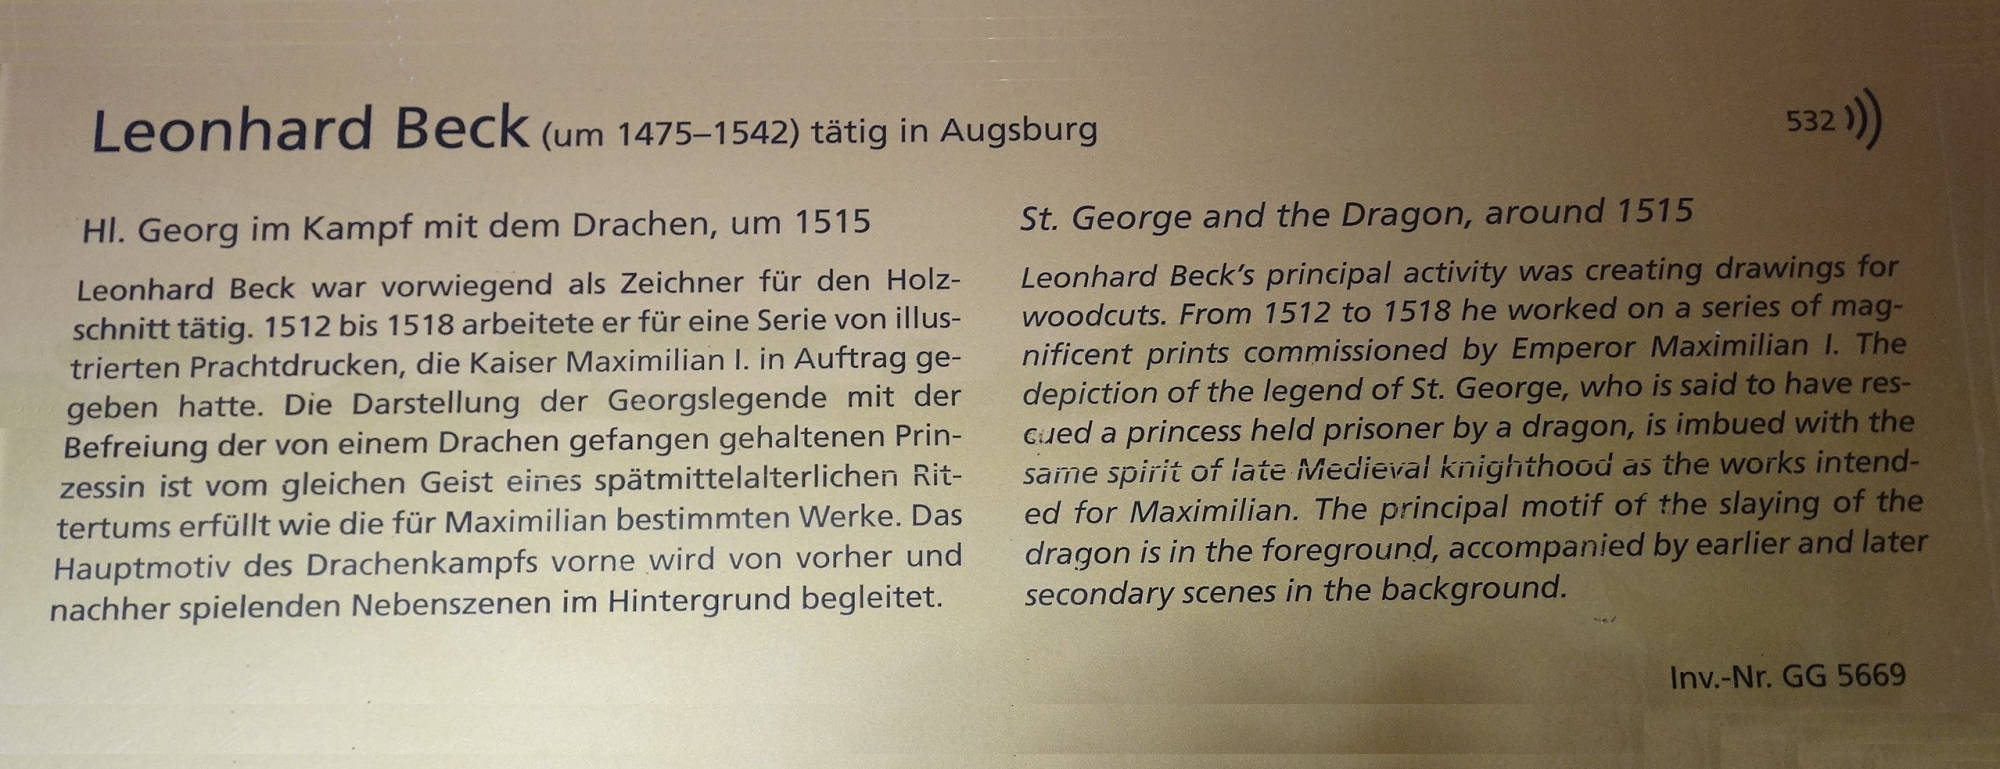 Leonhard Beck (um 1475–1542) tätig in Augsburg
532
Hl. Georg im Kampf mit dem Drachen, um 1515
Leonhard Beck war vorwiegend als Zeichner für den Holz-
schnitt tätig. 1512 bis 1518 arbeitete er für eine Serie von illus-
trierten Prachtdrucken, die Kaiser Maximilian I. in Auftrag ge-
geben hatte. Die Darstellung der Georgslegende mit der
Befreiung der von einem Drachen gefangen gehaltenen Prin-
zessin ist vom gleichen Geist eines spätmittelalterlichen Rit-
tertums erfüllt wie die für Maximilian bestimmten Werke. Das
Hauptmotiv des Drachenkampfs vorne wird von vorher und
nachher spielenden Nebenszenen im Hintergrund begleitet.
St. George and the Dragon, around 1515
Leonhard Beck’s principal activity was creating drawings for
woodcuts. From 1512 to 1518 he worked on a series of mag-
nificent prints commissioned by Emperor Maximilian I. The
depiction of the legend of St. George, who is said to have res-
cued a princess held prisoner by a dragon, is imbued with the
same spirit of late Medieval knighthood as the works intend-
ed for Maximilian. The principal motif of the slaying of the
dragon is in the foreground, accompanied by earlier and later
secondary scenes in the background.
Inv.-Nr. GG 5669